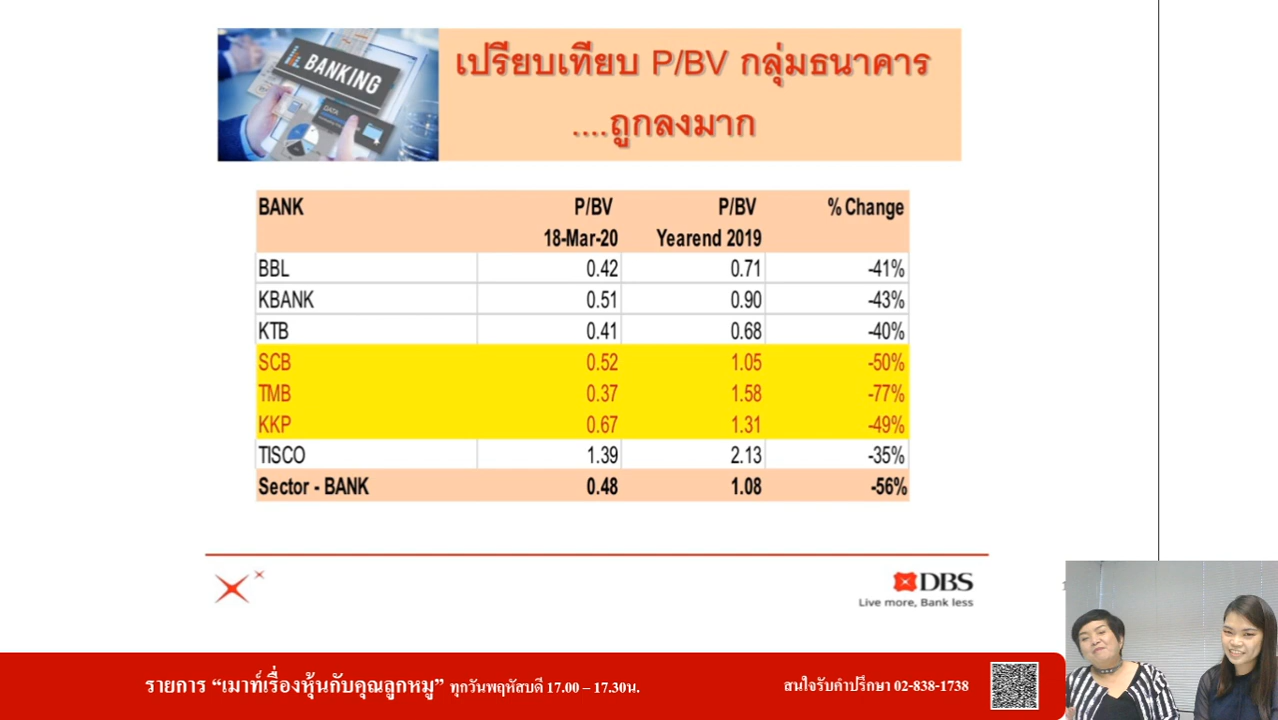 BANKING
DATA
เปรียบเทียบ P/BV กลุ่มธนาคาร
....ถูกลงมาก
BANK P/BV P/BV % Change
18-Mar-20 Yearend 2019
BBL 0.42 0.71 -41%
KBANK 0.51 0.90 -43%
KTB 0.41 0.68 -40%
SCB 0.52 1.05 -50%
TMB 0.37 1.58 -77%
KKP 0.67 1.31 -49%
TISCO 1.39 2.13 -35%
Sector - BANK 0.48 1.08 -56%
DBS
Live more, Bank less
รายการ “เมาท์เรื่องหุ้นกับคุณลูกหมู” ทุกวันพฤหัสบดี 17.00 – 17.30น.
สนใจรับคำปรึกษา 02-838-1738